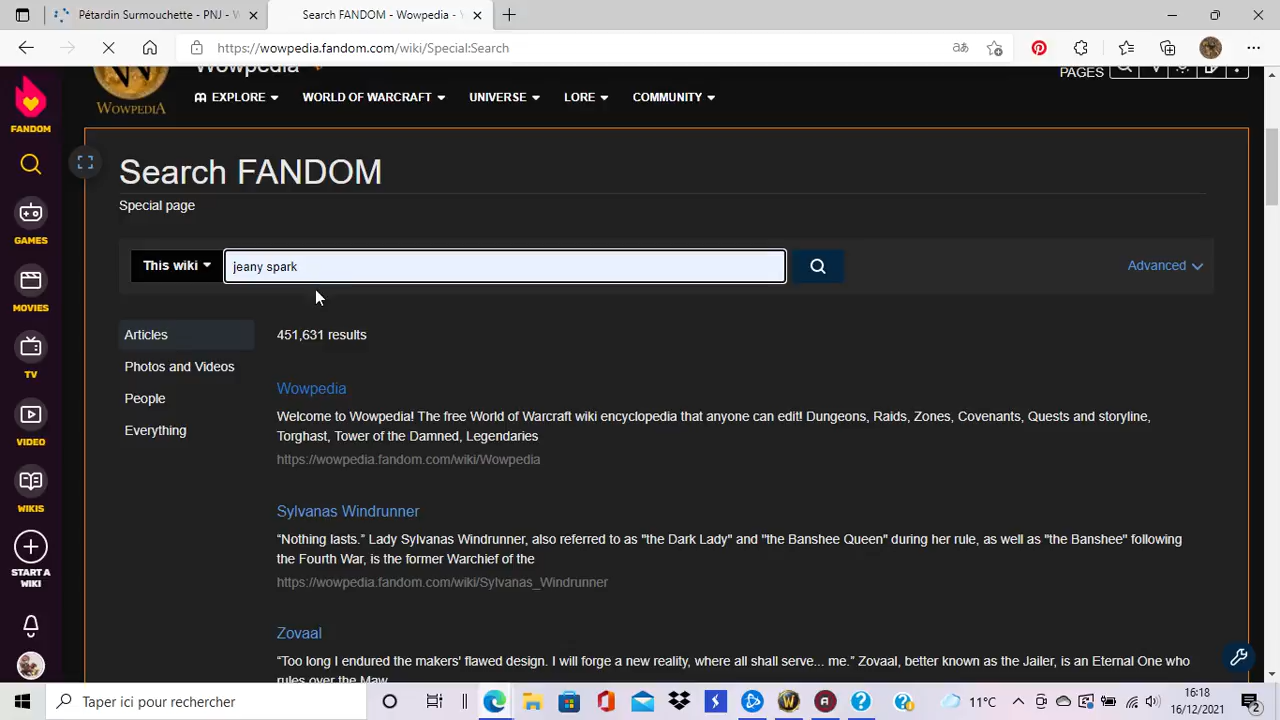 Pétardin Surmouchette - PNJ - W
Search FANDOM - Wowpedia - W
https://wowpedia.fandom.com/wiki/Special:Search
Wowpedia
PAGES
WOWPEDIA
EXPLORE
WORLD OF WARCRAFT
UNIVERSE
LORE
COMMUNITY
FANDOM
GAMES
MOVIES
TV
VIDEO
WIKIS
START A
WIKI
Search FANDOM
Special page
This wiki
jeany spark
Advanced
Articles
Photos and Videos
People
Everything
451,631 results
Wowpedia
Welcome to Wowpedia! The free World of Warcraft wiki encyclopedia that anyone can edit! Dungeons, Raids, Zones, Covenants, Quests and storyline,
Torghast, Tower of the Damned, Legendaries
https://wowpedia.fandom.com/wiki/Wowpedia
Sylvanas Windrunner
“Nothing lasts.” Lady Sylvanas Windrunner, also referred to as "the Dark Lady" and "the Banshee Queen" during her rule, as well as "the Banshee" following
the Fourth War, is the former Warchief of the
https://wowpedia.fandom.com/wiki/Sylvanas_Windrunner
Zovaal
“Too long I endured the makers' flawed design. I will forge a new reality, where all shall serve... me.” Zovaal, better known as the Jailer, is an Eternal One who
rules over the Maw
Taper ici pour rechercher
11°C
16:18
16/12/2021
2